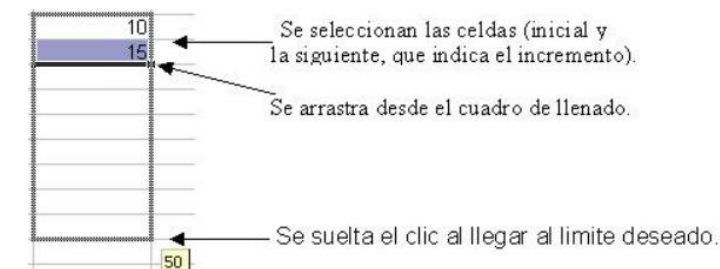 10
Se seleccionan las celdas (inicial y
15
la siguiente, que indica el incremento).
Se arrastra desde el cuadro de llenado.
Se suelta el clic al llegar al limite deseado.
50